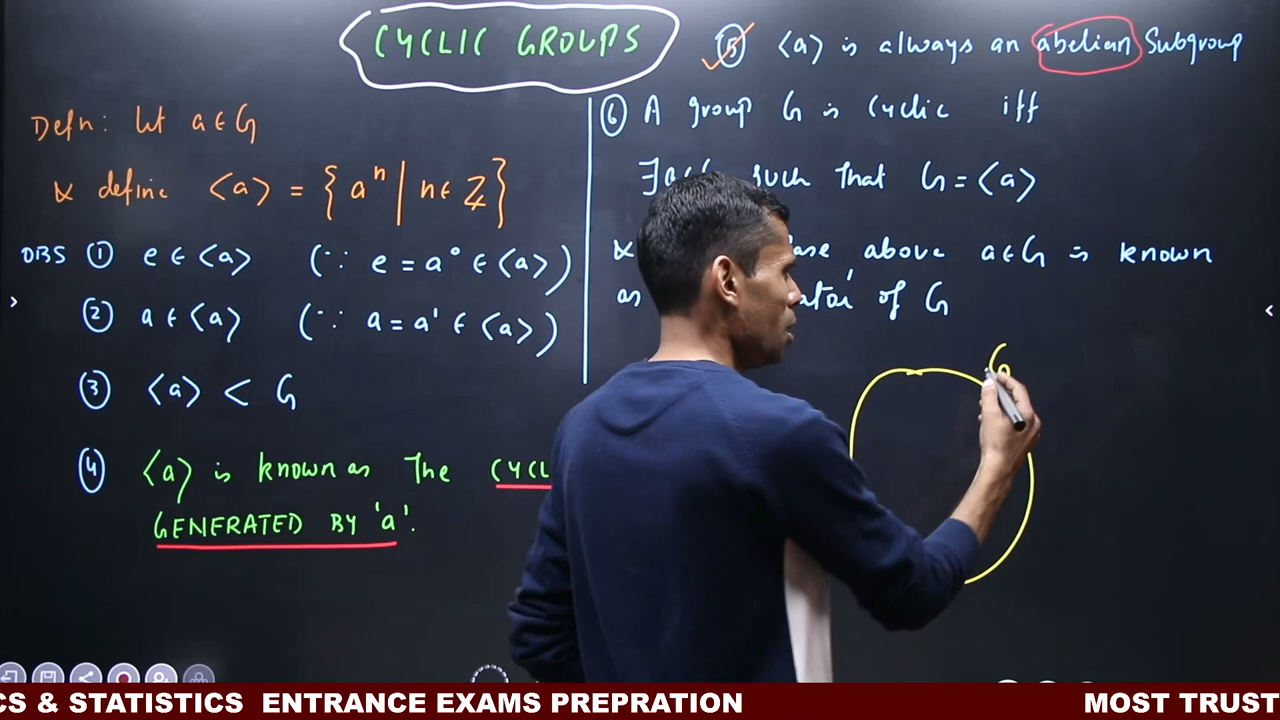 CYCLIC GROUPS
Defn: Let a ∈ G
& define <a> = { aⁿ | n ∈ ℤ }
OBS ① e ∈ <a> (∵ e = a⁰ ∈ <a>)
② a ∈ <a> (∵ a = a¹ ∈ <a>)
③ <a> < G
④ <a> is known as The CYCL
GENERATED BY 'a'.
⑤ <a> is always an abelian Subgroup
⑥ A group G is cyclic iff
∃ such that G = <a>
& above a ∈ G is known
as of G
G
CS & STATISTICS ENTRANCE EXAMS PREPRATION MOST TRUST